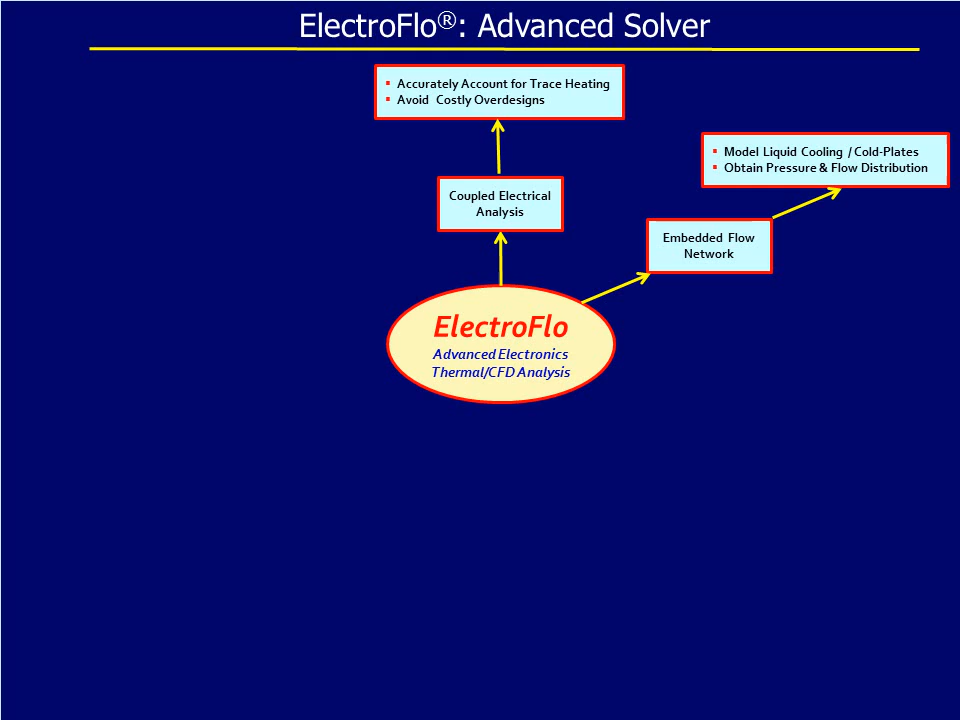 ElectroFlo®: Advanced Solver
▪ Accurately Account for Trace Heating
▪ Avoid Costly Overdesigns
▪ Model Liquid Cooling / Cold-Plates
▪ Obtain Pressure & Flow Distribution
Coupled Electrical
Analysis
Embedded Flow
Network
ElectroFlo
Advanced Electronics
Thermal/CFD Analysis